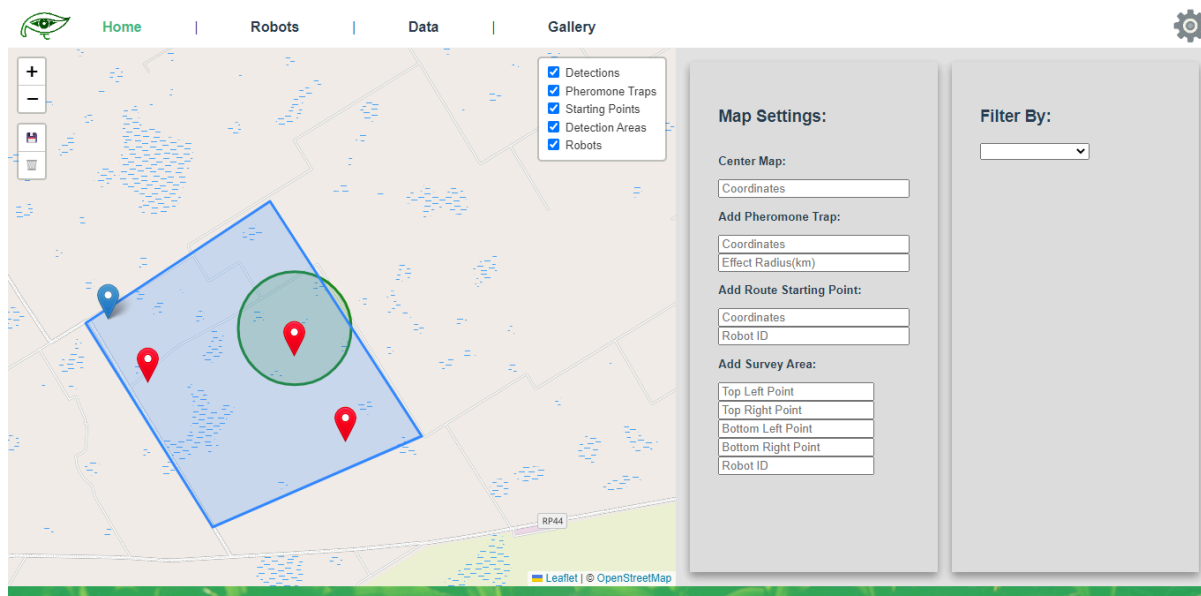 Home | Robots | Data | Gallery
+
−
Detections
Pheromone Traps
Starting Points
Detection Areas
Robots
RP44
Leaflet | © OpenStreetMap
Map Settings:
Center Map:
Coordinates
Add Pheromone Trap:
Coordinates
Effect Radius(km)
Add Route Starting Point:
Coordinates
Robot ID
Add Survey Area:
Top Left Point
Top Right Point
Bottom Left Point
Bottom Right Point
Robot ID
Filter By: